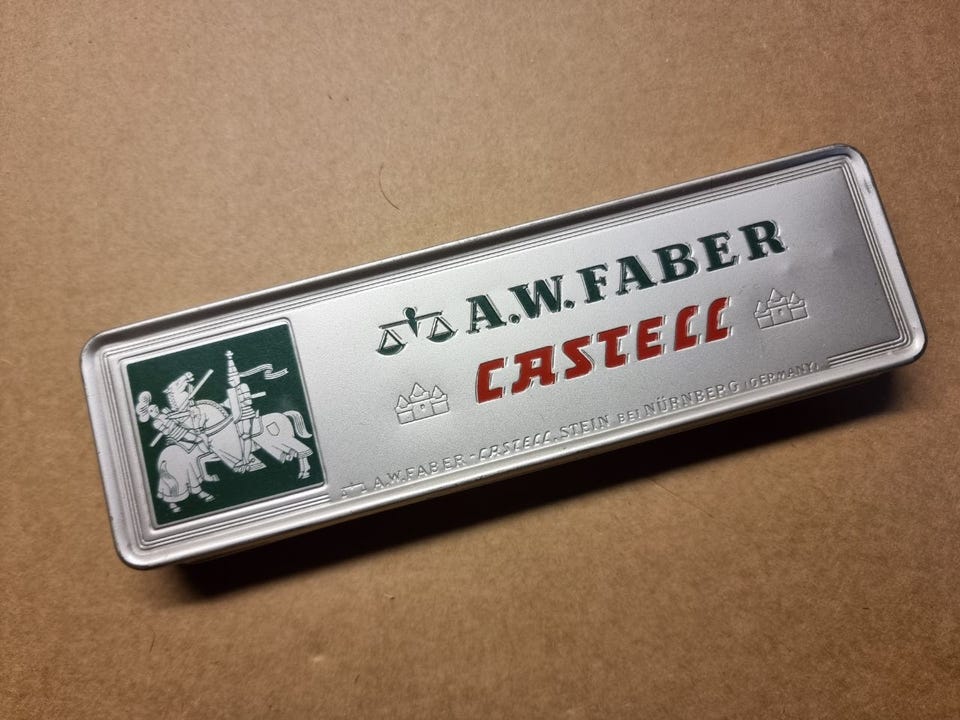 A.W.FABER
CASTELL
A.W.FABER-CASTELL, STEIN BEI NÜRNBERG (GERMANY)